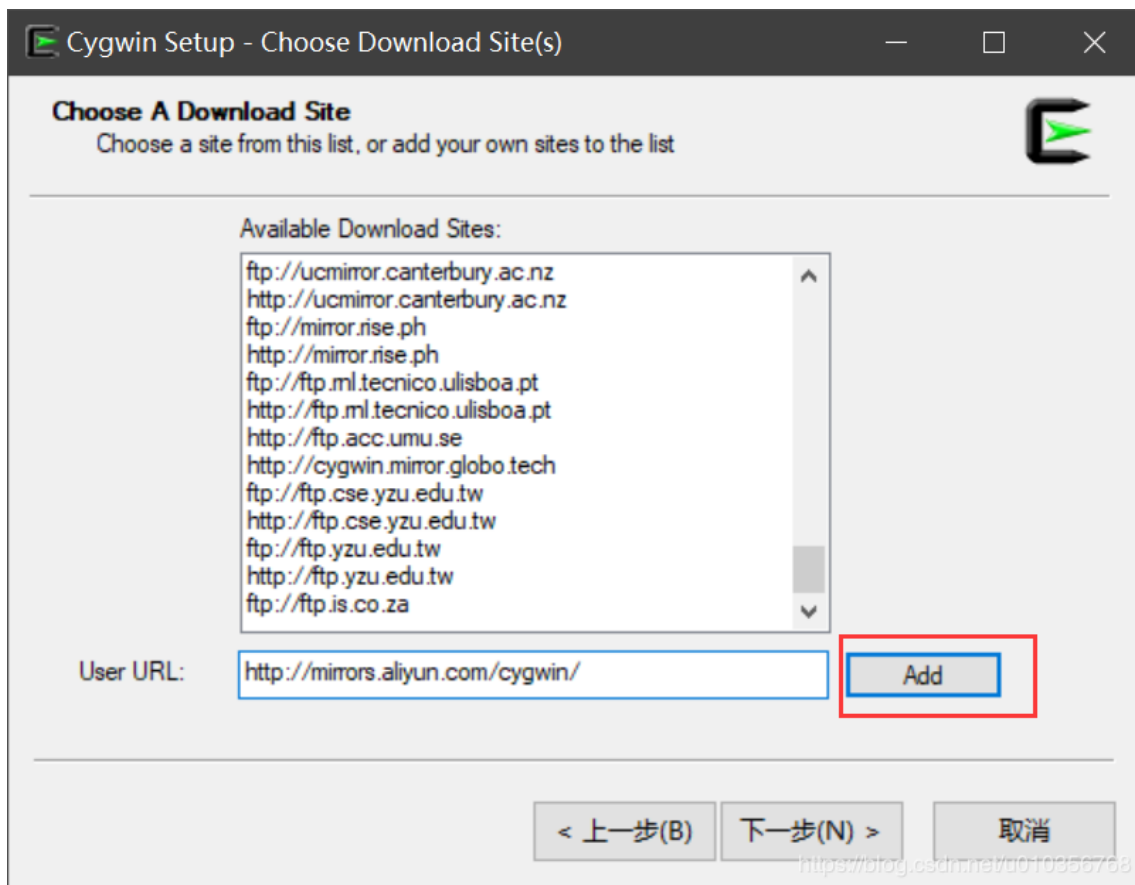 Cygwin Setup - Choose Download Site(s)
Choose A Download Site
Choose a site from this list, or add your own sites to the list
Available Download Sites:
ftp://ucmirror.canterbury.ac.nz
http://ucmirror.canterbury.ac.nz
ftp://mirror.rise.ph
http://mirror.rise.ph
ftp://ftp.rnl.tecnico.ulisboa.pt
http://ftp.rnl.tecnico.ulisboa.pt
http://ftp.acc.umu.se
http://cygwin.mirror.globo.tech
ftp://ftp.cse.yzu.edu.tw
http://ftp.cse.yzu.edu.tw
ftp://ftp.yzu.edu.tw
http://ftp.yzu.edu.tw
ftp://ftp.is.co.za
User URL: http://mirrors.aliyun.com/cygwin/ Add
< 上一步(B) 下一步(N) > 取消
https://blog.csdn.net/u010356768